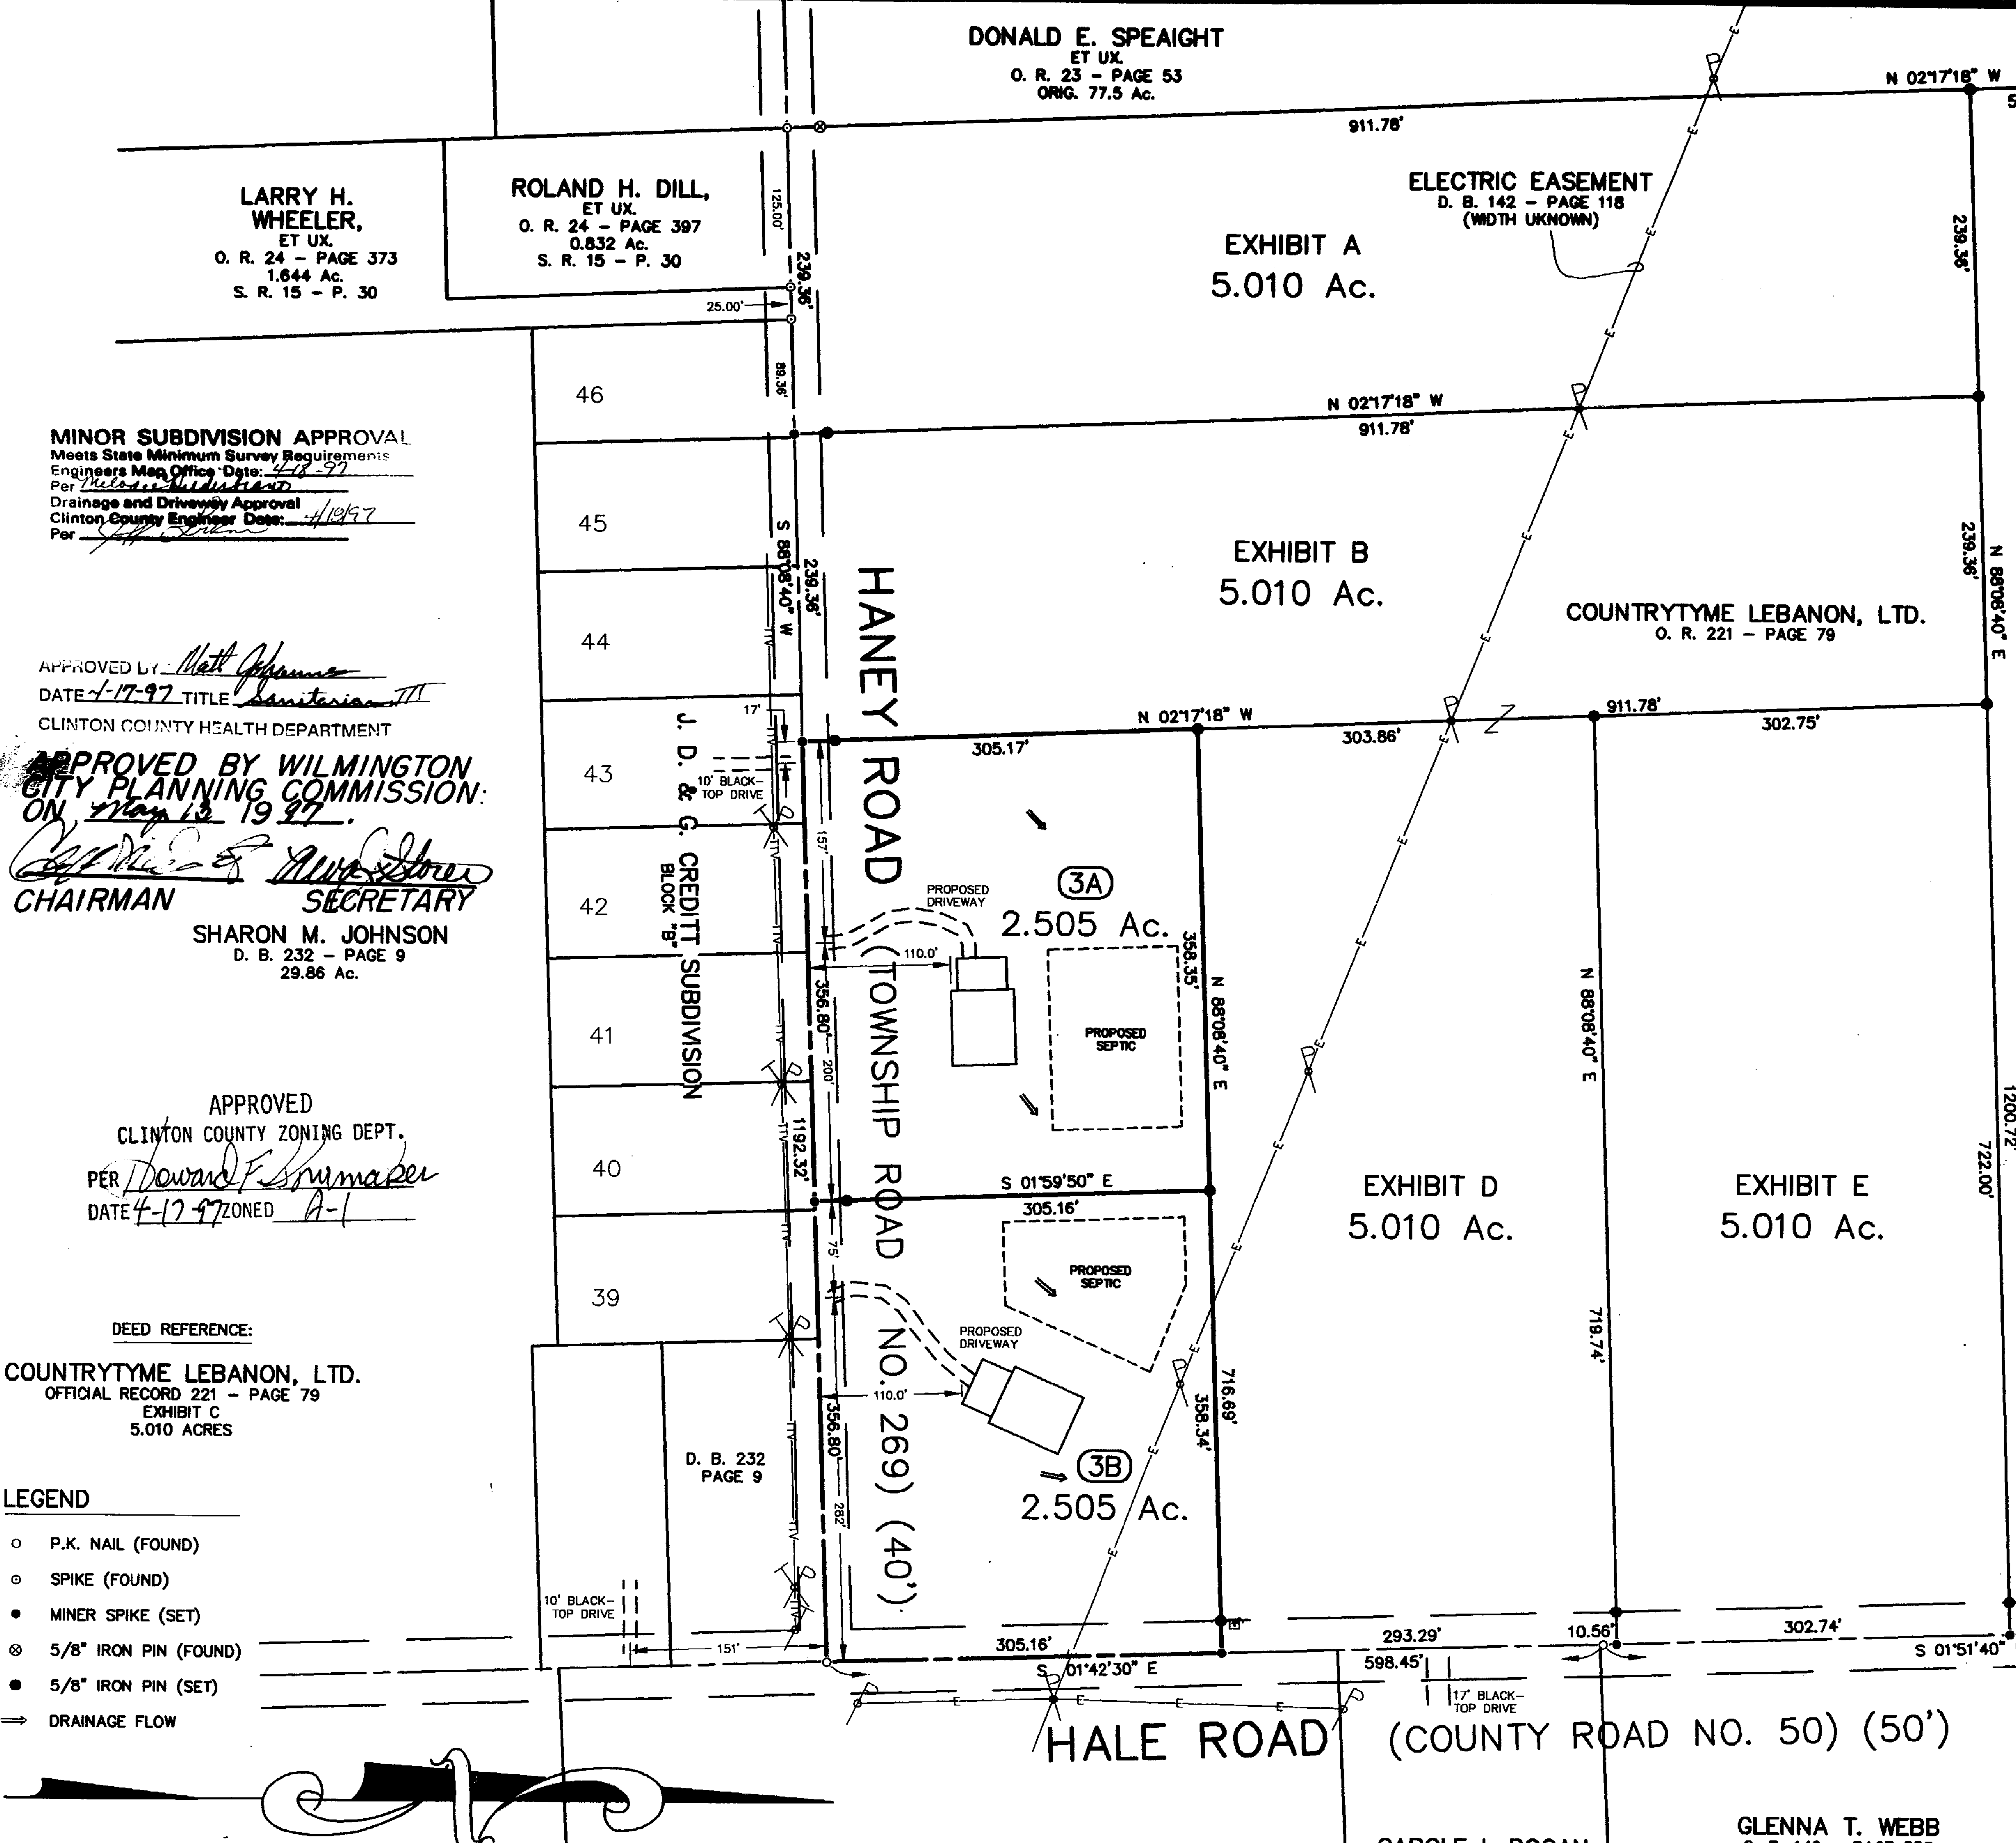 DONALD E. SPEAIGHT
ET UX.
O. R. 23 – PAGE 53
ORIG. 77.5 Ac.
N 02°17'18" W
911.78'
LARRY H.
WHEELER,
ET UX.
O. R. 24 – PAGE 373
1.644 Ac.
S. R. 15 – P. 30
ROLAND H. DILL,
ET UX.
O. R. 24 – PAGE 397
0.832 Ac.
S. R. 15 – P. 30
125.00'
239.36'
25.00'
89.36'
ELECTRIC EASEMENT
D. B. 142 – PAGE 118
(WIDTH UKNOWN)
EXHIBIT A
5.010 Ac.
239.36'
N 02°17'18" W
911.78'
MINOR SUBDIVISION APPROVAL
Meets State Minimum Survey Requirements
Engineers Map Office Date: 4-18-97
Per
Drainage and Driveway Approval
Clinton County Engineer Date:
Per
46
45
44
43
42
41
40
39
S 88°08'40" W
239.36'
HANEY ROAD (TOWNSHIP ROAD NO. 269) (40')
EXHIBIT B
5.010 Ac.
239.36'
N 88°08'40" E
COUNTRYTYME LEBANON, LTD.
O. R. 221 – PAGE 79
APPROVED BY: Matt
DATE 4-17-97 TITLE Sanitarian III
CLINTON COUNTY HEALTH DEPARTMENT
APPROVED BY WILMINGTON
CITY PLANNING COMMISSION:
ON May 13 1997.
CHAIRMAN SECRETARY
SHARON M. JOHNSON
D. B. 232 – PAGE 9
29.86 Ac.
J. D. & G. CREDITT SUBDIVISION
BLOCK "B"
17'
10' BLACK–
TOP DRIVE
N 02°17'18" W
305.17'
303.86'
911.78'
302.75'
157'
PROPOSED
DRIVEWAY
3A
2.505 Ac.
110.0'
356.80'
200'
1192.32'
PROPOSED
SEPTIC
358.35'
N 88°08'40" E
N 88°08'40" E
1200.72'
722.00'
APPROVED
CLINTON COUNTY ZONING DEPT.
PER Howard F
DATE 4-17-97 ZONED A-1
S 01°59'50" E
305.16'
75'
PROPOSED
SEPTIC
PROPOSED
DRIVEWAY
110.0'
356.80'
282'
716.69'
358.34'
3B
2.505 Ac.
EXHIBIT D
5.010 Ac.
719.74'
EXHIBIT E
5.010 Ac.
DEED REFERENCE:
COUNTRYTYME LEBANON, LTD.
OFFICIAL RECORD 221 – PAGE 79
EXHIBIT C
5.010 ACRES
D. B. 232
PAGE 9
LEGEND
P.K. NAIL (FOUND)
SPIKE (FOUND)
MINER SPIKE (SET)
5/8" IRON PIN (FOUND)
5/8" IRON PIN (SET)
DRAINAGE FLOW
10' BLACK–
TOP DRIVE
151'
305.16'
S 01°42'30" E
293.29'
598.45'
10.56'
302.74'
S 01°51'40"
17' BLACK–
TOP DRIVE
HALE ROAD (COUNTY ROAD NO. 50) (50')
GLENNA T. WEBB